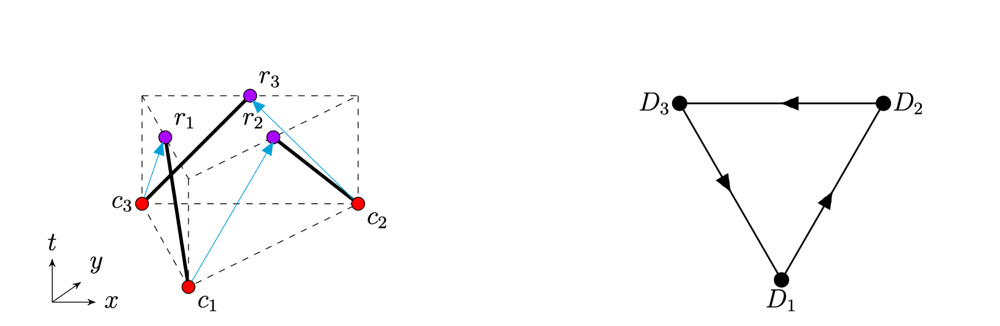 r₃
r₁
r₂
c₃
c₂
c₁
t
y
x
D₃
D₂
D₁